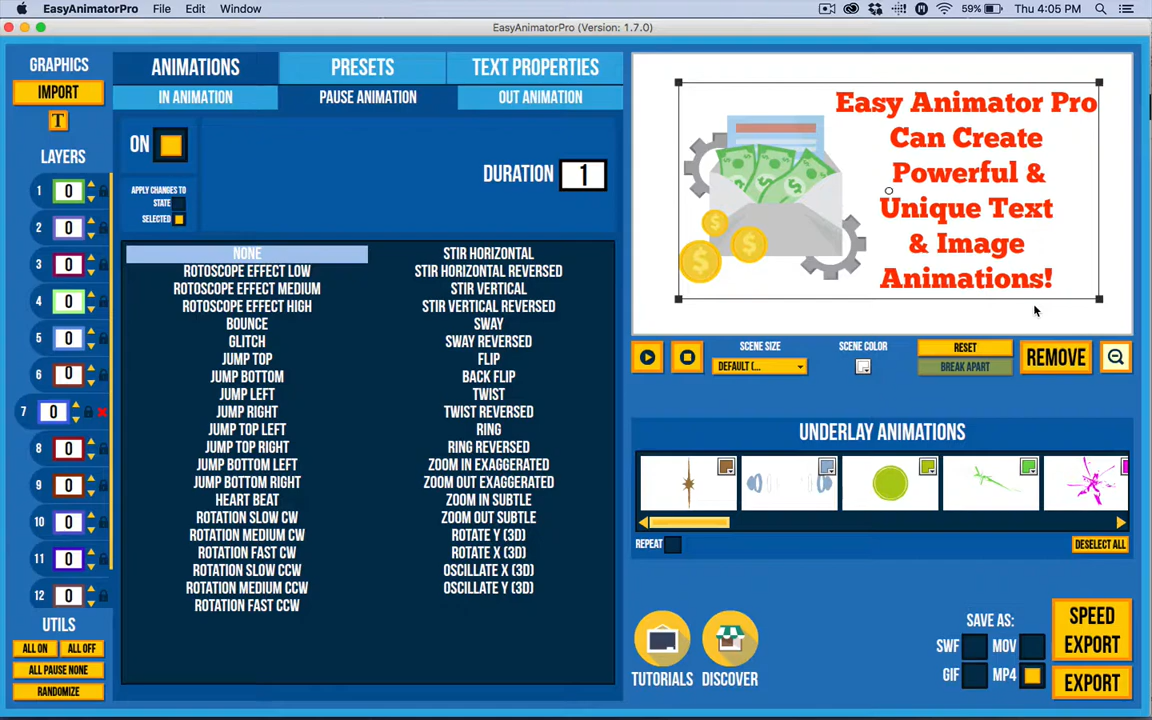 EasyAnimatorPro File Edit Window 59% Thu 4:05 PM
EasyAnimatorPro (Version: 1.7.0)
GRAPHICS
IMPORT
T
LAYERS
1 0
2 0
3 0
4 0
5 0
6 0
7 0
8 0
9 0
10 0
11 0
12 0
UTILS
ALL ON ALL OFF
ALL PAUSE NONE
RANDOMIZE
ANIMATIONS PRESETS TEXT PROPERTIES
IN ANIMATION PAUSE ANIMATION OUT ANIMATION
ON
APPLY CHANGES TO
STATE
SELECTED
DURATION 1
NONE
ROTOSCOPE EFFECT LOW
ROTOSCOPE EFFECT MEDIUM
ROTOSCOPE EFFECT HIGH
BOUNCE
GLITCH
JUMP TOP
JUMP BOTTOM
JUMP LEFT
JUMP RIGHT
JUMP TOP LEFT
JUMP TOP RIGHT
JUMP BOTTOM LEFT
JUMP BOTTOM RIGHT
HEART BEAT
ROTATION SLOW CW
ROTATION MEDIUM CW
ROTATION FAST CW
ROTATION SLOW CCW
ROTATION MEDIUM CCW
ROTATION FAST CCW
STIR HORIZONTAL
STIR HORIZONTAL REVERSED
STIR VERTICAL
STIR VERTICAL REVERSED
SWAY
SWAY REVERSED
FLIP
BACK FLIP
TWIST
TWIST REVERSED
RING
RING REVERSED
ZOOM IN EXAGGERATED
ZOOM OUT EXAGGERATED
ZOOM IN SUBTLE
ZOOM OUT SUBTLE
ROTATE Y (3D)
ROTATE X (3D)
OSCILLATE X (3D)
OSCILLATE Y (3D)
Easy Animator Pro
Can Create
Powerful &
Unique Text
& Image
Animations!
SCENE SIZE
DEFAULT (...
SCENE COLOR
RESET
BREAK APART
REMOVE
UNDERLAY ANIMATIONS
REPEAT
DESELECT ALL
TUTORIALS
DISCOVER
SAVE AS:
SWF MOV
GIF MP4
SPEED
EXPORT
EXPORT